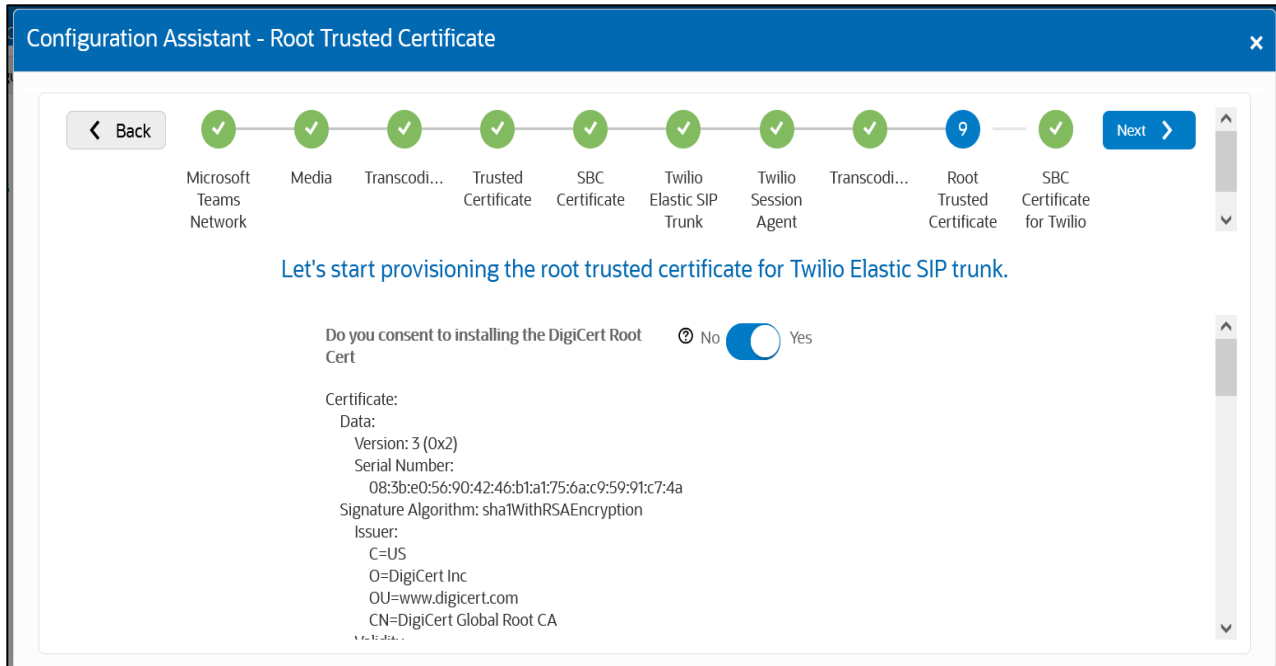 Configuration Assistant - Root Trusted Certificate
Back
9
Next
Microsoft
Teams
Network
Media
Transcodi...
Trusted
Certificate
SBC
Certificate
Twilio
Elastic SIP
Trunk
Twilio
Session
Agent
Transcodi...
Root
Trusted
Certificate
SBC
Certificate
for Twilio
Let's start provisioning the root trusted certificate for Twilio Elastic SIP trunk.
Do you consent to installing the DigiCert Root
Cert
No
Yes
Certificate:
Data:
Version: 3 (0x2)
Serial Number:
08:3b:e0:56:90:42:46:b1:a1:75:6a:c9:59:91:c7:4a
Signature Algorithm: sha1WithRSAEncryption
Issuer:
C=US
O=DigiCert Inc
OU=www.digicert.com
CN=DigiCert Global Root CA
Validity